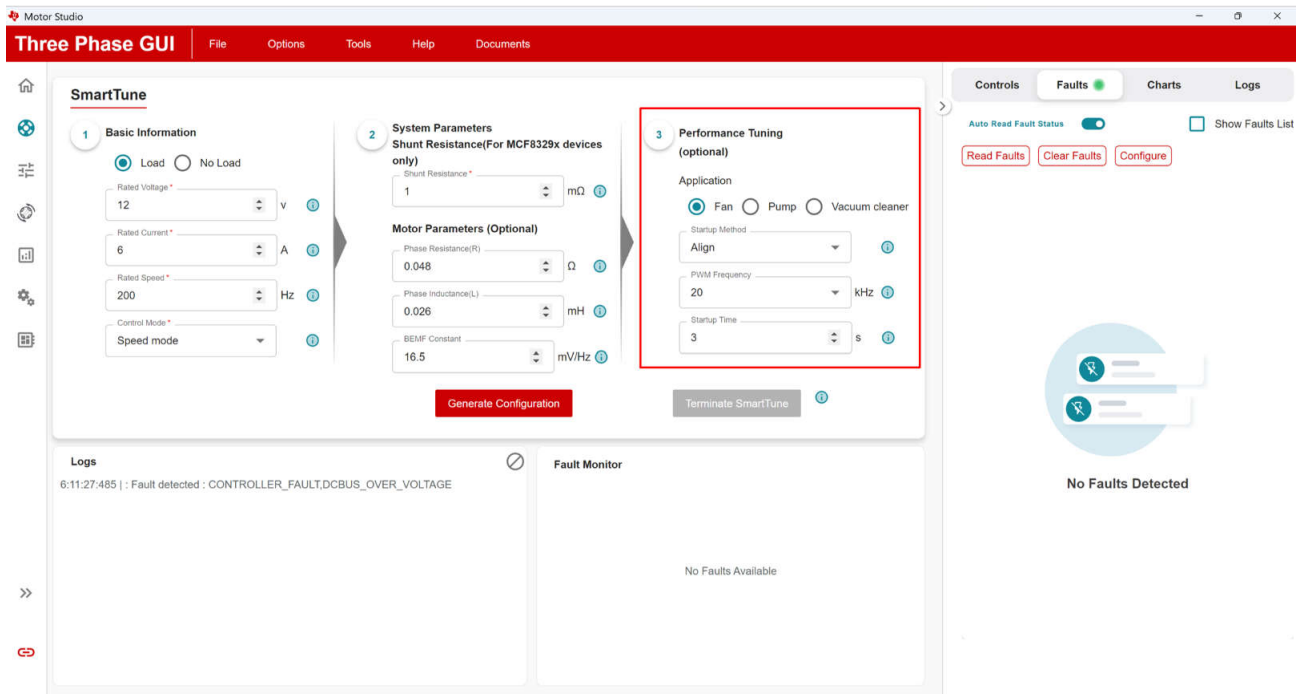 Motor Studio
Three Phase GUI
File
Options
Tools
Help
Documents
SmartTune
1
Basic Information
Load
No Load
Rated Voltage *
12
v
Rated Current *
6
A
Rated Speed *
200
Hz
Control Mode *
Speed mode
2
System Parameters
Shunt Resistance(For MCF8329x devices
only)
Shunt Resistance *
1
mΩ
Motor Parameters (Optional)
Phase Resistance(R)
0.048
Ω
Phase Inductance(L)
0.026
mH
BEMF Constant
16.5
mV/Hz
3
Performance Tuning
(optional)
Application
Fan
Pump
Vacuum cleaner
Startup Method
Align
PWM Frequency
20
kHz
Startup Time
3
s
Generate Configuration
Terminate SmartTune
Logs
6:11:27:485 | : Fault detected : CONTROLLER_FAULT,DCBUS_OVER_VOLTAGE
Fault Monitor
No Faults Available
Controls
Faults
Charts
Logs
Auto Read Fault Status
Show Faults List
Read Faults
Clear Faults
Configure
No Faults Detected